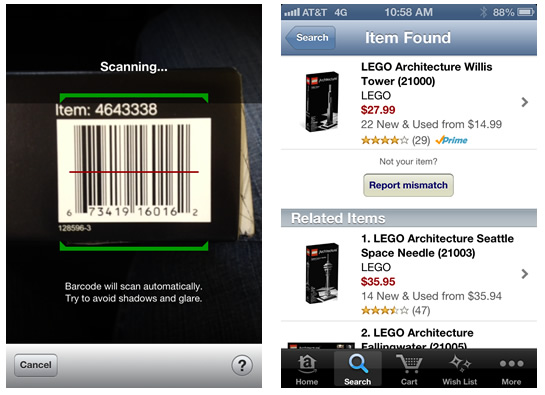 Scanning...
Item: 4643338
6 73419 16016 2
128596-3
Barcode will scan automatically.
Try to avoid shadows and glare.
Cancel
?
AT&T 4G 10:58 AM 88%
Search Item Found
LEGO Architecture Willis
Tower (21000)
LEGO
$27.99
22 New & Used from $14.99
(29) Prime
Not your item?
Report mismatch
Related Items
1. LEGO Architecture Seattle
Space Needle (21003)
LEGO
$35.95
14 New & Used from $35.94
(47)
2. LEGO Architecture
Fallingwater (21005)
Home Search Cart Wish List More